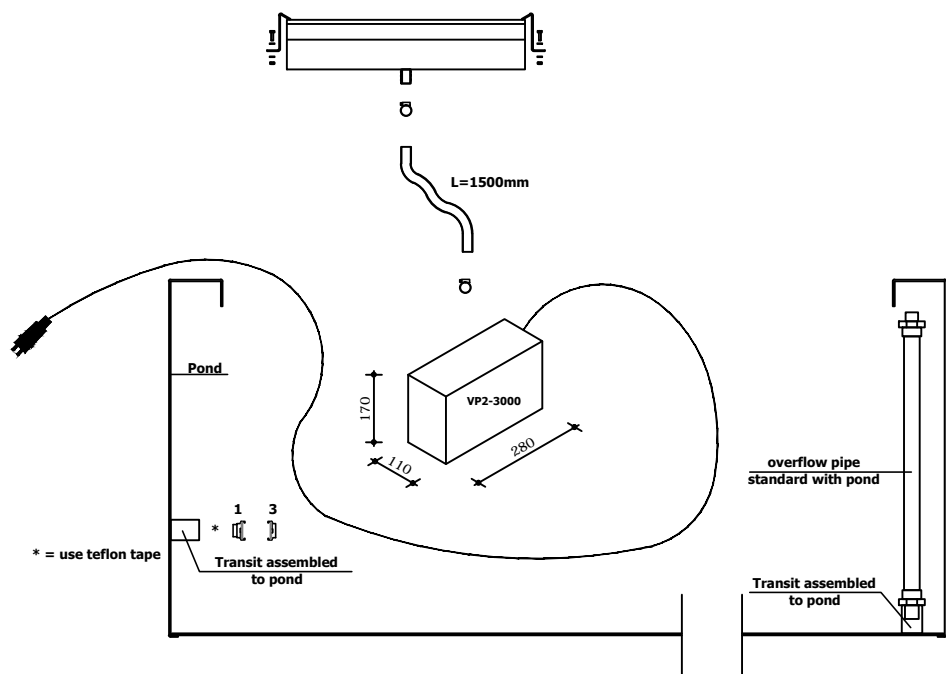 L=1500mm
Pond
VP2-3000
170
110
280
overflow pipe
standard with pond
1 3
*
* = use teflon tape
Transit assembled
to pond
Transit assembled
to pond